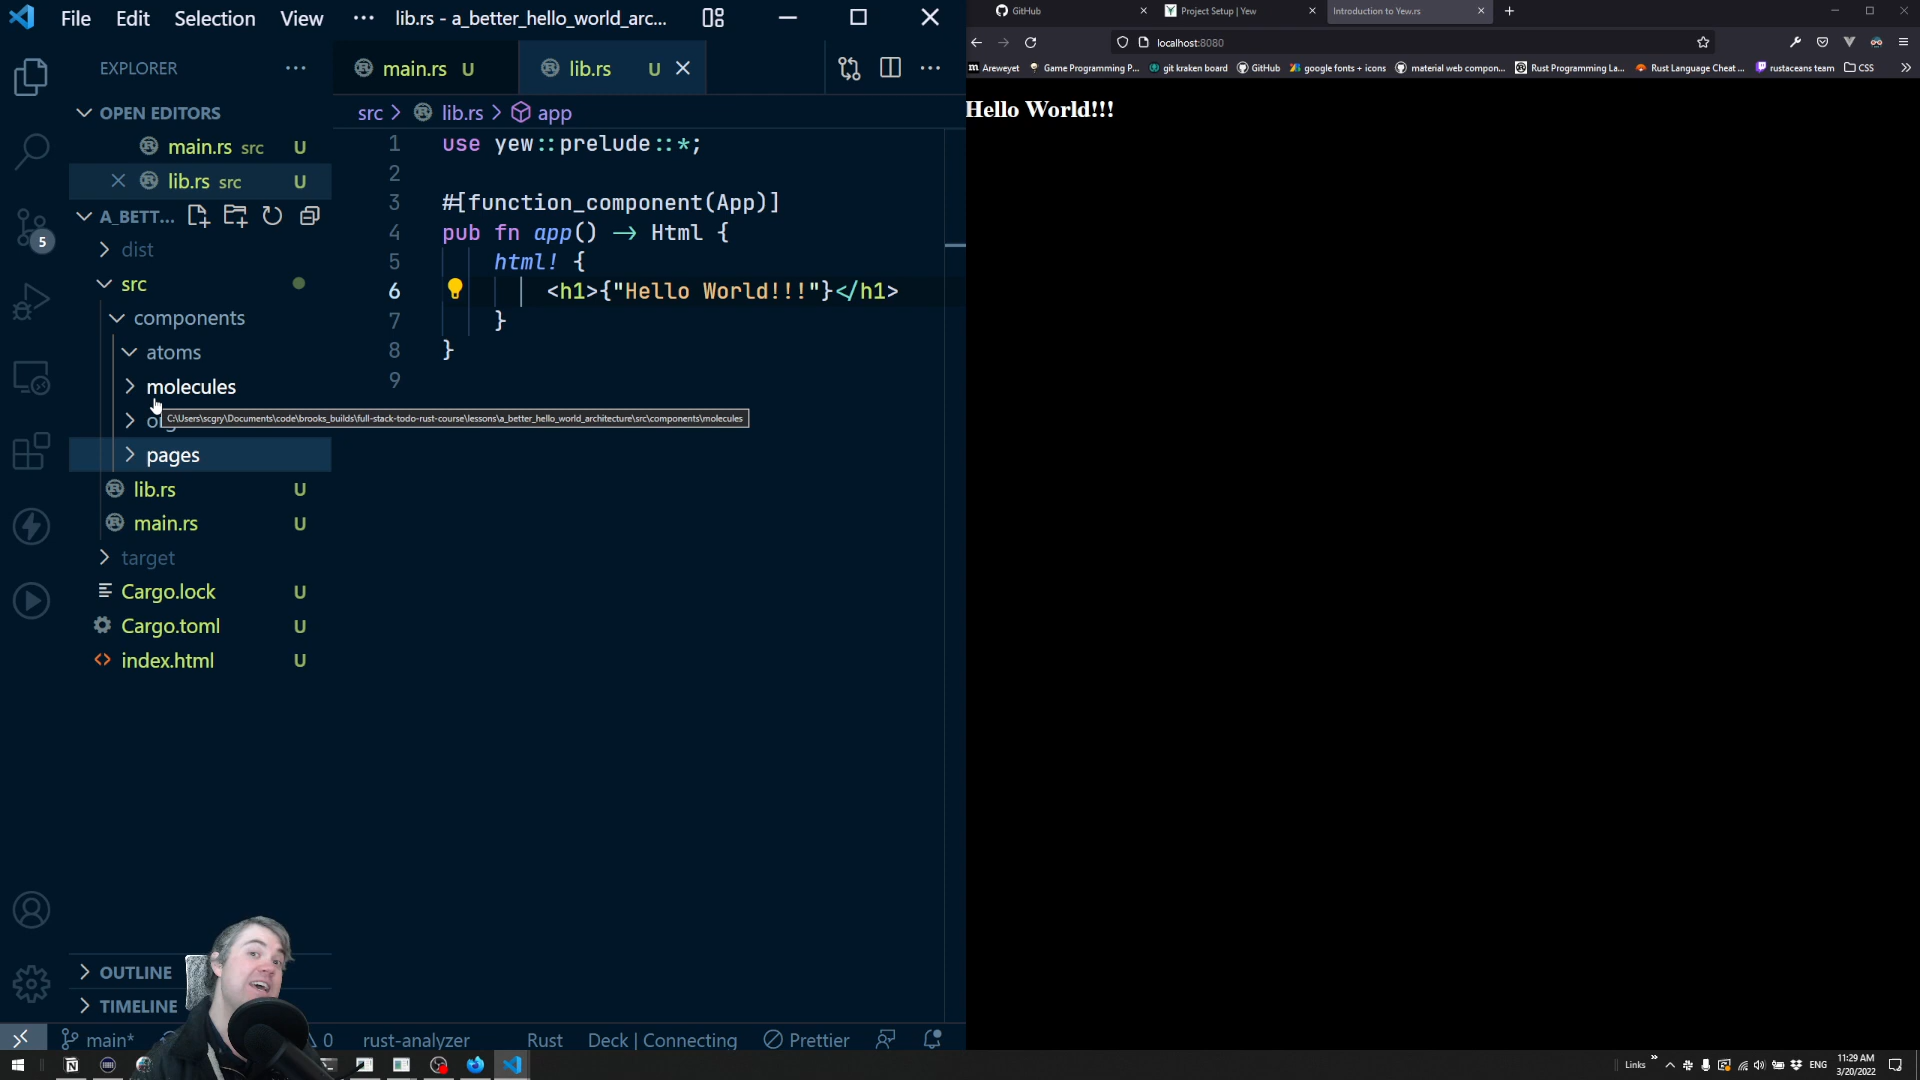 File Edit Selection View ··· lib.rs - a_better_hello_world_arc...
EXPLORER
OPEN EDITORS
main.rs src U
lib.rs src U
A_BETT...
dist
src
components
atoms
molecules
pages
lib.rs U
main.rs U
target
Cargo.lock U
Cargo.toml U
index.html U
OUTLINE
TIMELINE
5
main.rs U
lib.rs U
src > lib.rs > app
1 use yew::prelude::*;
2
3 #[function_component(App)]
4 pub fn app() → Html {
5 html! {
6 <h1>{"Hello World!!!"}</h1>
7 }
8 }
9
C:\Users\scgry\Documents\code\brooks_builds\full-stack-todo-rust-course\lessons\a_better_hello_world_architecture\src\components\molecules
main* 0 rust-analyzer Rust Deck | Connecting Prettier
GitHub Project Setup | Yew Introduction to Yew.rs
localhost:8080
Areweyet Game Programming P... git kraken board GitHub google fonts + icons material web compon... Rust Programming La... Rust Language Cheat ... rustaceans team CSS
Hello World!!!
Links ENG 11:29 AM
3/20/2022